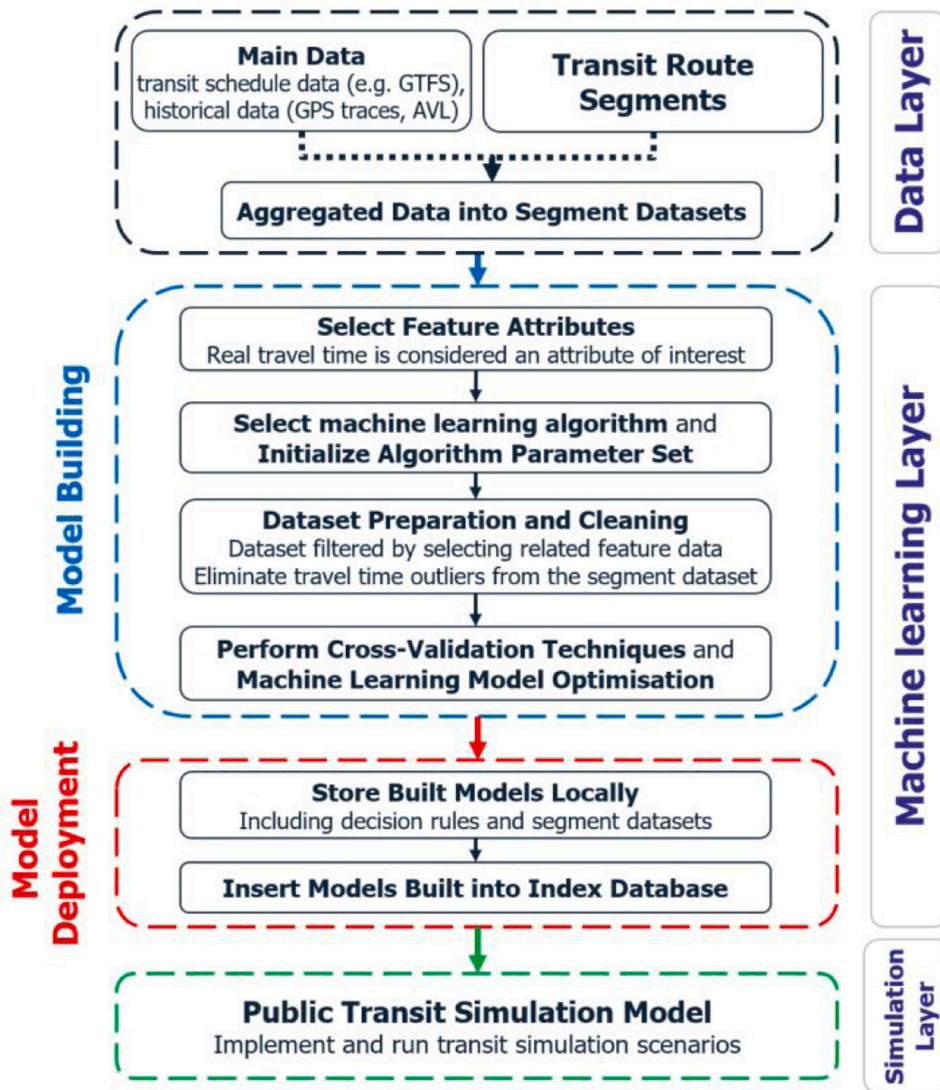 Main Data
transit schedule data (e.g. GTFS),
historical data (GPS traces, AVL)
Transit Route
Segments
Aggregated Data into Segment Datasets
Data Layer
Select Feature Attributes
Real travel time is considered an attribute of interest
Select machine learning algorithm and
Initialize Algorithm Parameter Set
Dataset Preparation and Cleaning
Dataset filtered by selecting related feature data
Eliminate travel time outliers from the segment dataset
Perform Cross-Validation Techniques and
Machine Learning Model Optimisation
Model Building
Store Built Models Locally
Including decision rules and segment datasets
Insert Models Built into Index Database
Model
Deployment
Machine learning Layer
Public Transit Simulation Model
Implement and run transit simulation scenarios
Simulation
Layer